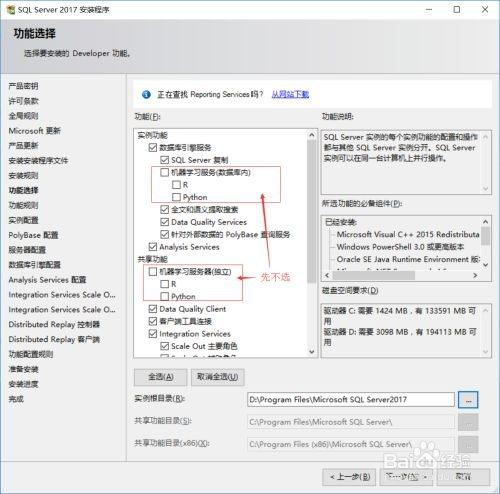 SQL Server 2017 安装程序
功能选择
选择要安装的 Developer 功能。
产品密钥
许可条款
全局规则
Microsoft 更新
产品更新
安装安装程序文件
安装规则
功能选择
功能规则
实例配置
PolyBase 配置
服务器配置
数据库引擎配置
Analysis Services 配置
Integration Services Scale O...
Integration Services Scale O...
Distributed Replay 控制器
Distributed Replay 客户端
功能配置规则
准备安装
安装进度
完成
正在查找 Reporting Services 吗? 从网站下载
功能(F):
实例功能
数据库引擎服务
SQL Server 复制
机器学习服务(数据库内)
R
Python
全文和语义提取搜索
Data Quality Services
针对外部数据的 PolyBase 查询服务
Analysis Services
共享功能
机器学习服务器(独立)
R
Python
Data Quality Client
客户端工具连接
Integration Services
Scale Out 主要角色
先不选
功能说明:
SQL Server 实例的每个实例功能的配置和操作都与其他 SQL Server 实例分开。SQL Server 实例可以在同一台计算机上并行操作。
所选功能的必备组件(P):
已经安装:
Microsoft Visual C++ 2015 Redistributa
Windows PowerShell 3.0 或更高版本
Oracle SE Java Runtime Environment 版本
磁盘空间要求(D):
驱动器 C: 需要 1424 MB，有 133591 MB 可用
驱动器 D: 需要 3098 MB，有 194113 MB 可用
全选(A) 取消全选(U)
实例根目录(R): D:\Program Files\Microsoft SQL Server2017 ...
共享功能目录(S): C:\Program Files\Microsoft SQL Server\ ...
共享功能目录(x86)(X): C:\Program Files (x86)\Microsoft SQL Server\ ...
< 上一步(B) 下一步(N) > 取消
Baidu经验